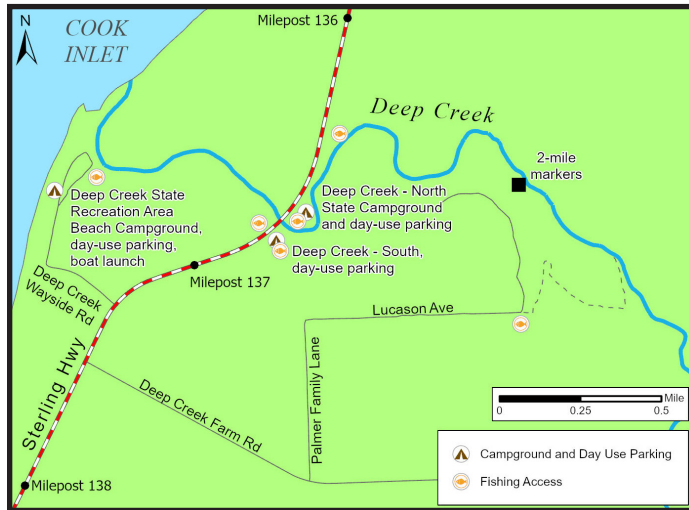 N
COOK
INLET
Milepost 136
Deep Creek
2-mile
markers
Deep Creek State
Recreation Area
Beach Campground,
day-use parking,
boat launch
Deep Creek - North
State Campground
and day-use parking
Deep Creek - South,
day-use parking
Milepost 137
Deep Creek
Wayside Rd
Lucason Ave
Palmer Family Lane
Sterling Hwy
Deep Creek Farm Rd
Milepost 138
Mile
0 0.25 0.5
Campground and Day Use Parking
Fishing Access